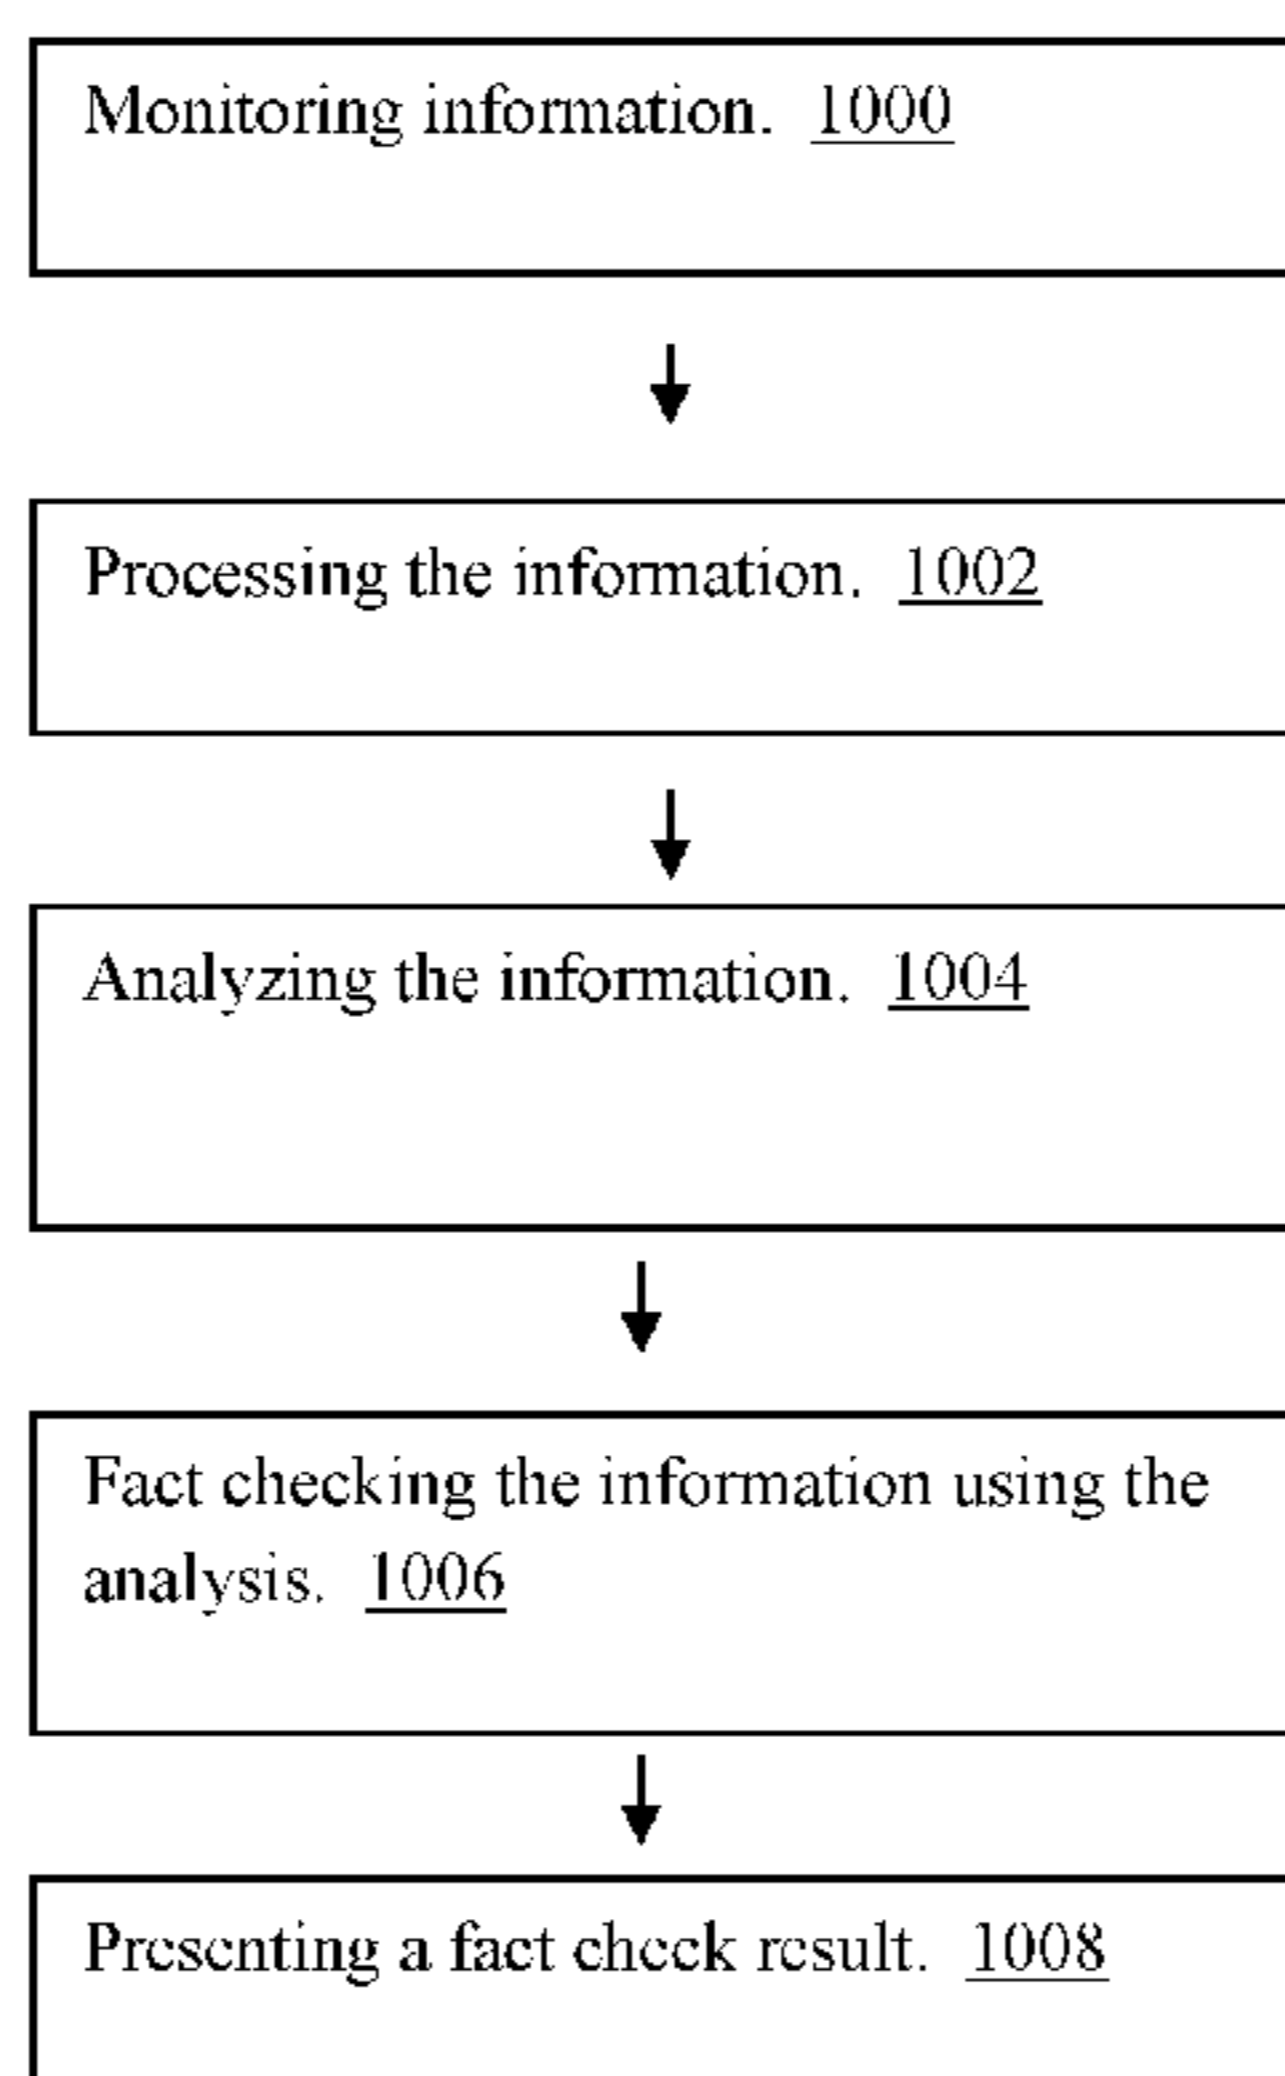 Monitoring information. 1000
Processing the information. 1002
Analyzing the information. 1004
Fact checking the information using the
analysis. 1006
Presenting a fact check result. 1008